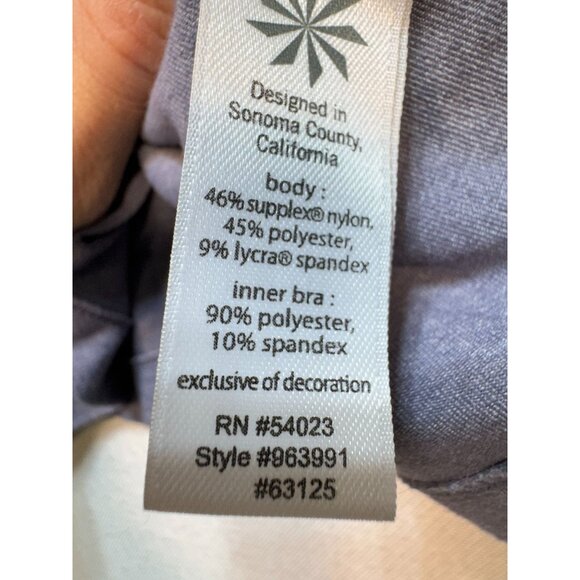 Designed in
Sonoma County,
California
body :
46% supplex® nylon,
45% polyester,
9% lycra® spandex
inner bra :
90% polyester,
10% spandex
exclusive of decoration
RN #54023
Style #963991
#63125